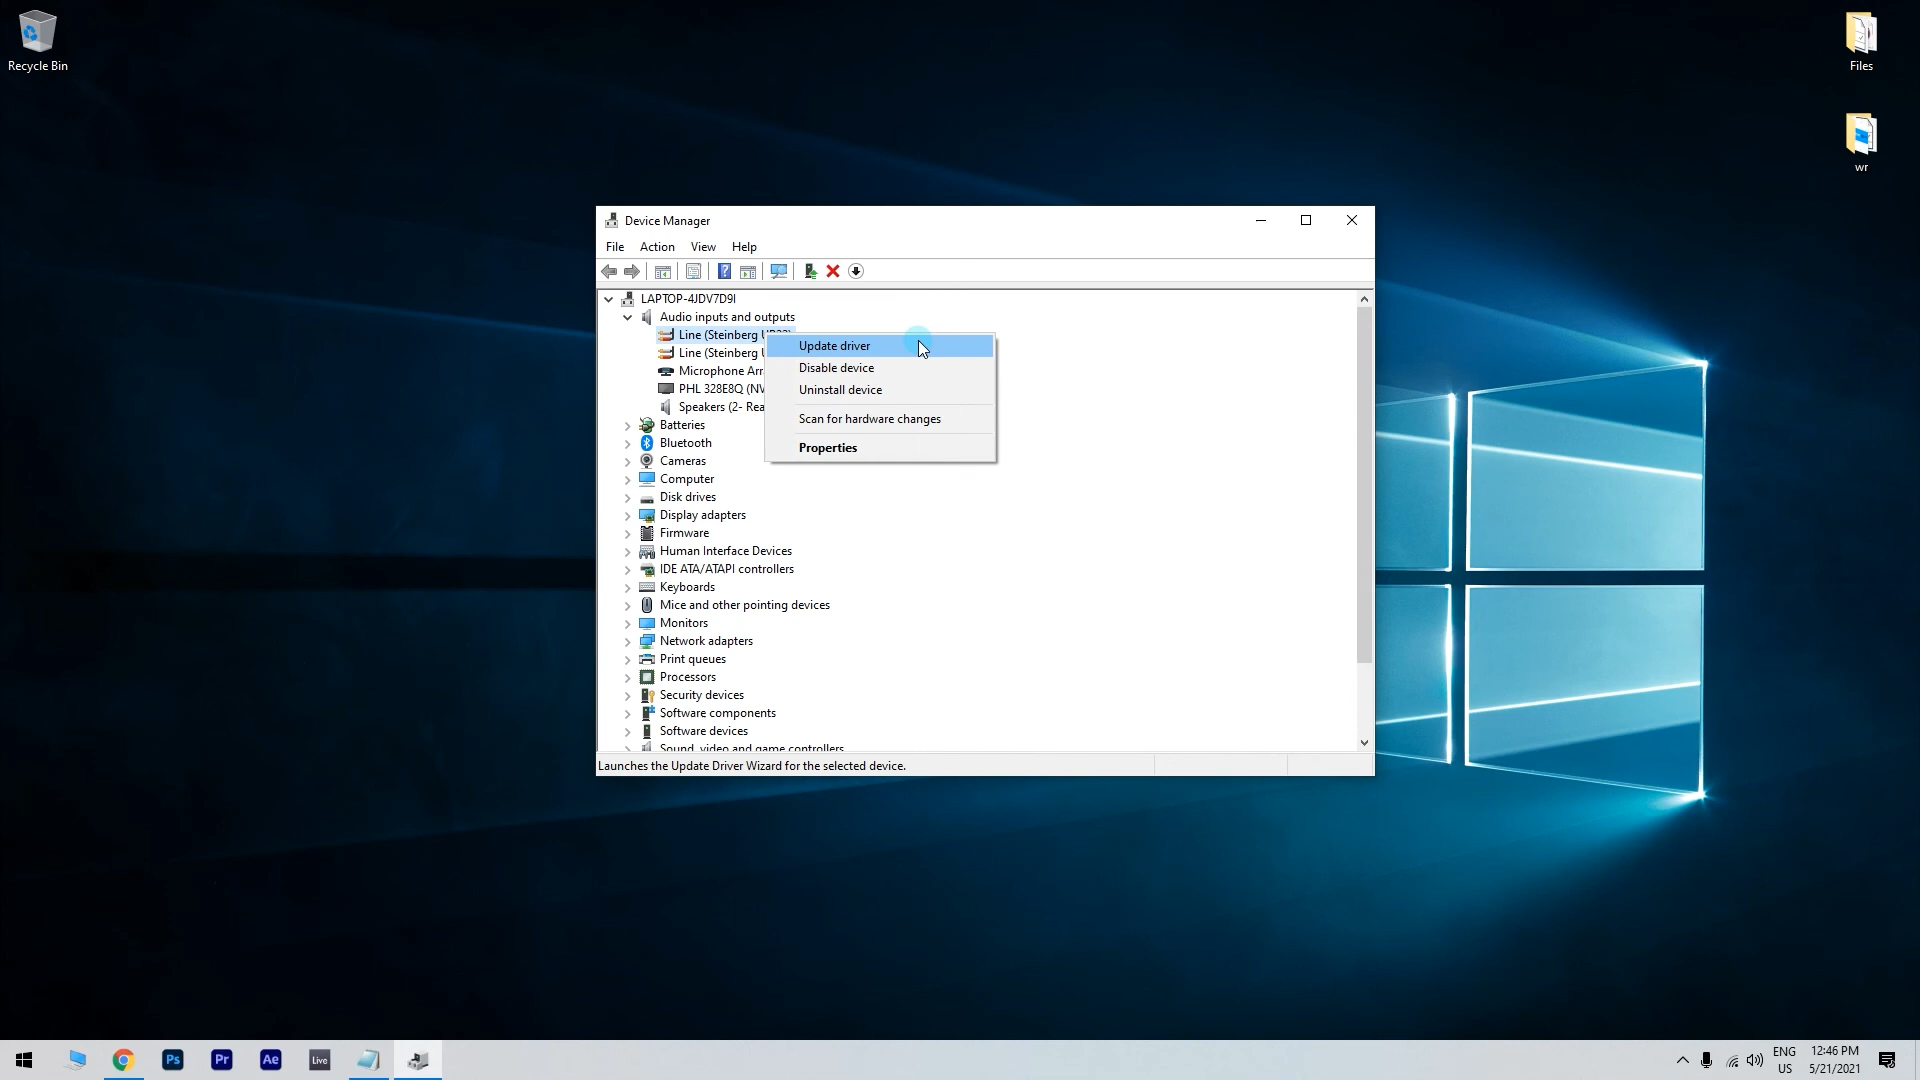 Recycle Bin
Files
wr
Device Manager
File Action View Help
LAPTOP-4JDV7D9I
Audio inputs and outputs
Line (Steinberg
Line (Steinberg
Microphone Arr
PHL 328E8Q (NV
Speakers (2- Rea
Update driver
Disable device
Uninstall device
Scan for hardware changes
Properties
Batteries
Bluetooth
Cameras
Computer
Disk drives
Display adapters
Firmware
Human Interface Devices
IDE ATA/ATAPI controllers
Keyboards
Mice and other pointing devices
Monitors
Network adapters
Print queues
Processors
Security devices
Software components
Software devices
Sound, video and game controllers
Launches the Update Driver Wizard for the selected device.
Ps Pr Ae Live
ENG
US
12:46 PM
5/21/2021